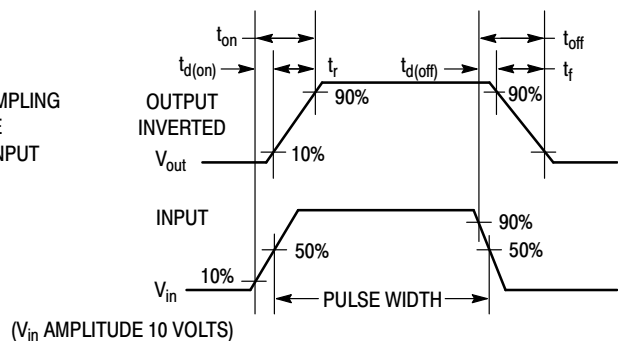 t_on t_off
t_d(on) t_r t_d(off) t_f
OUTPUT
INVERTED
90% 90%
10%
V_out
INPUT
90%
50% 50%
10%
V_in
PULSE WIDTH
(V_in AMPLITUDE 10 VOLTS)